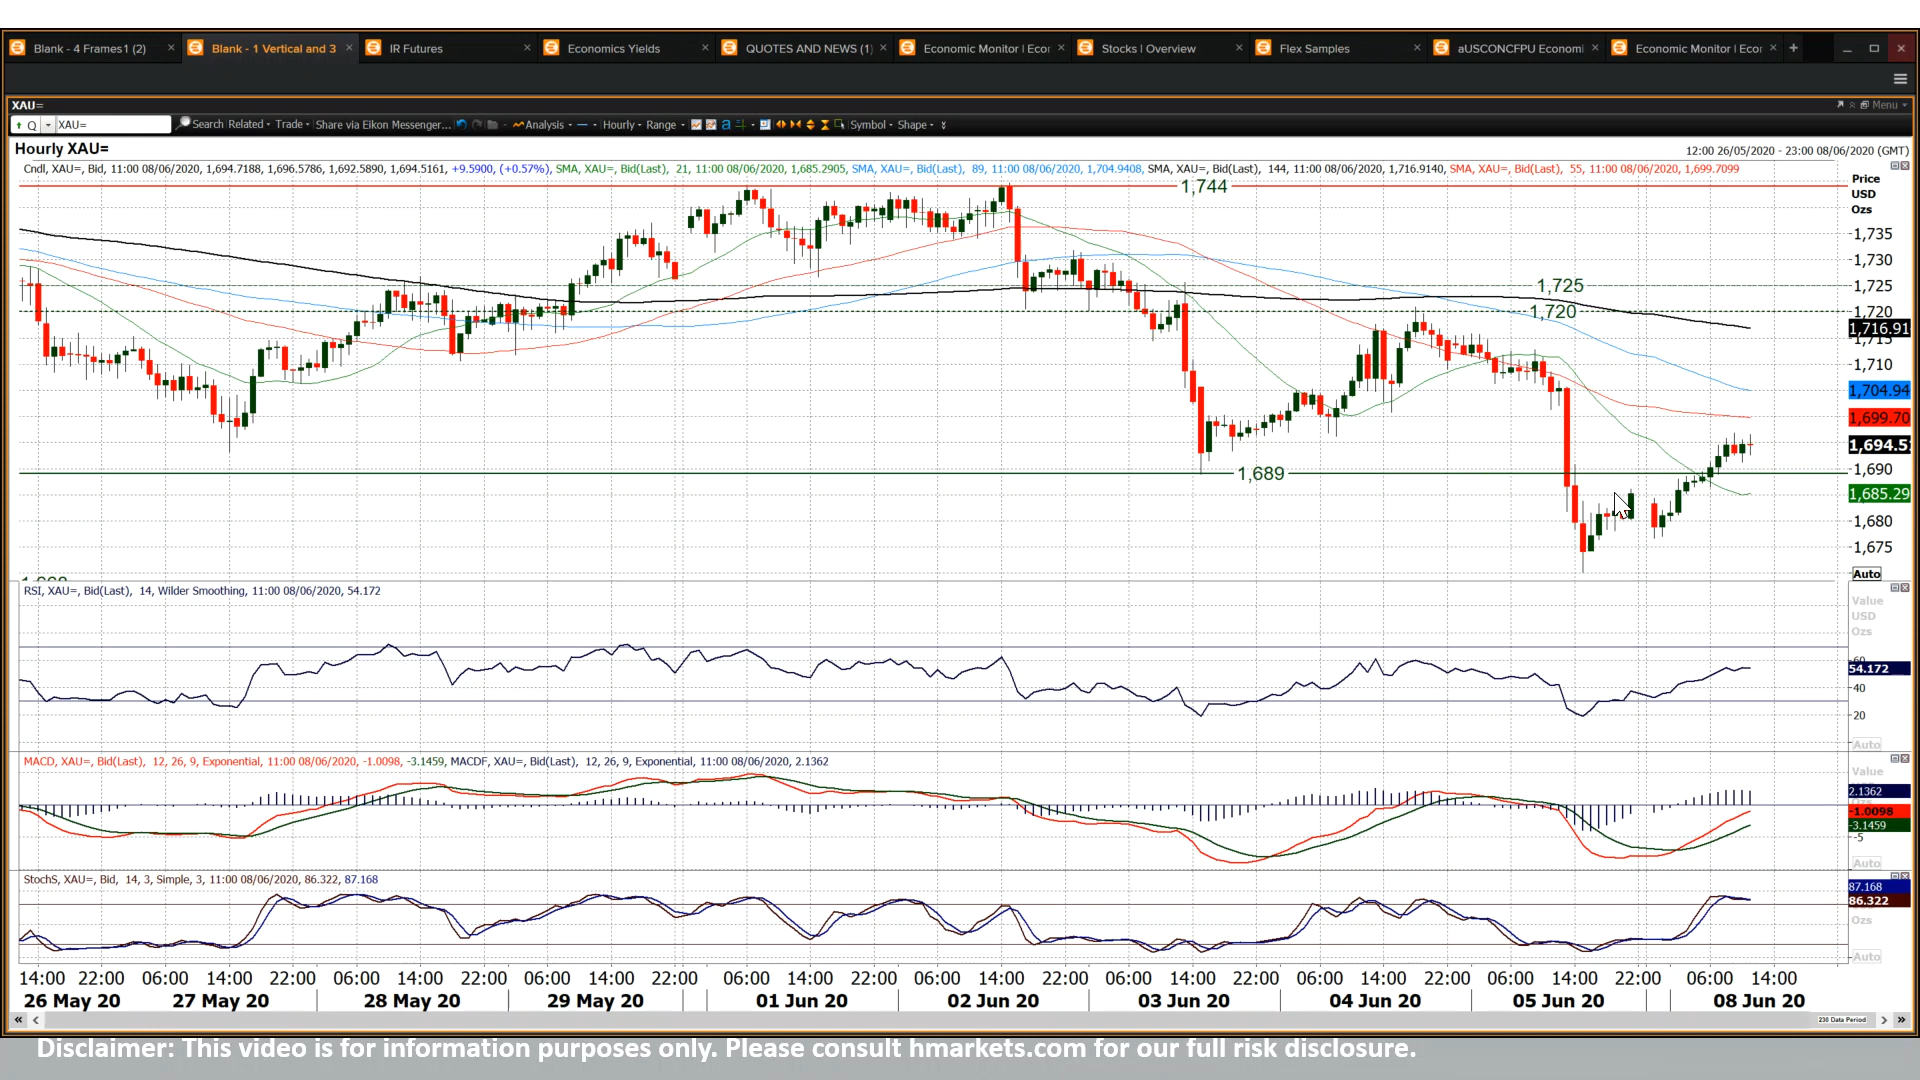 Blank - 4 Frames1 (2) Blank - 1 Vertical and 3 IR Futures Economics Yields QUOTES AND NEWS (1) Economic Monitor | Econ Stocks | Overview Flex Samples aUSCONCFPU Economi Economic Monitor | Econ
XAU= Menu
Q XAU= Search Related Trade Share via Eikon Messenger... Analysis Hourly Range Symbol Shape
Hourly XAU=
12:00 26/05/2020 - 23:00 08/06/2020 (GMT)
Cndl, XAU=, Bid, 11:00 08/06/2020, 1,694.7188, 1,696.5786, 1,692.5890, 1,694.5161, +9.5900, (+0.57%), SMA, XAU=, Bid(Last), 21, 11:00 08/06/2020, 1,685.2905, SMA, XAU=, Bid(Last), 89, 11:00 08/06/2020, 1,704.9408, SMA, XAU=, Bid(Last), 144, 11:00 08/06/2020, 1,716.9140, SMA, XAU=, Bid(Last), 55, 11:00 08/06/2020, 1,699.7099
Price
USD
Ozs
1,744
1,735
1,730
1,725 1,725
1,720 1,720
1,716.91
1,715
1,710
1,704.94
1,699.70
1,694.5
1,689 1,690
1,685.29
1,680
1,675
Auto
RSI, XAU=, Bid(Last), 14, Wilder Smoothing, 11:00 08/06/2020, 54.172
Value
USD
Ozs
60
54.172
40
20
Auto
MACD, XAU=, Bid(Last), 12, 26, 9, Exponential, 11:00 08/06/2020, -1.0098, -3.1459, MACDF, XAU=, Bid(Last), 12, 26, 9, Exponential, 11:00 08/06/2020, 2.1362
Value
2.1362
-1.0098
-3.1459
-5
Auto
StochS, XAU=, Bid, 14, 3, Simple, 3, 11:00 08/06/2020, 86.322, 87.168
87.168
86.322
Ozs
Auto
14:00 22:00 06:00 14:00 22:00 06:00 14:00 22:00 06:00 14:00 22:00 06:00 14:00 22:00 06:00 14:00 22:00 06:00 14:00 22:00 06:00 14:00 22:00 06:00 14:00 22:00 06:00 14:00
26 May 20 27 May 20 28 May 20 29 May 20 01 Jun 20 02 Jun 20 03 Jun 20 04 Jun 20 05 Jun 20 08 Jun 20
230 Data Period
Disclaimer: This video is for information purposes only. Please consult hmarkets.com for our full risk disclosure.